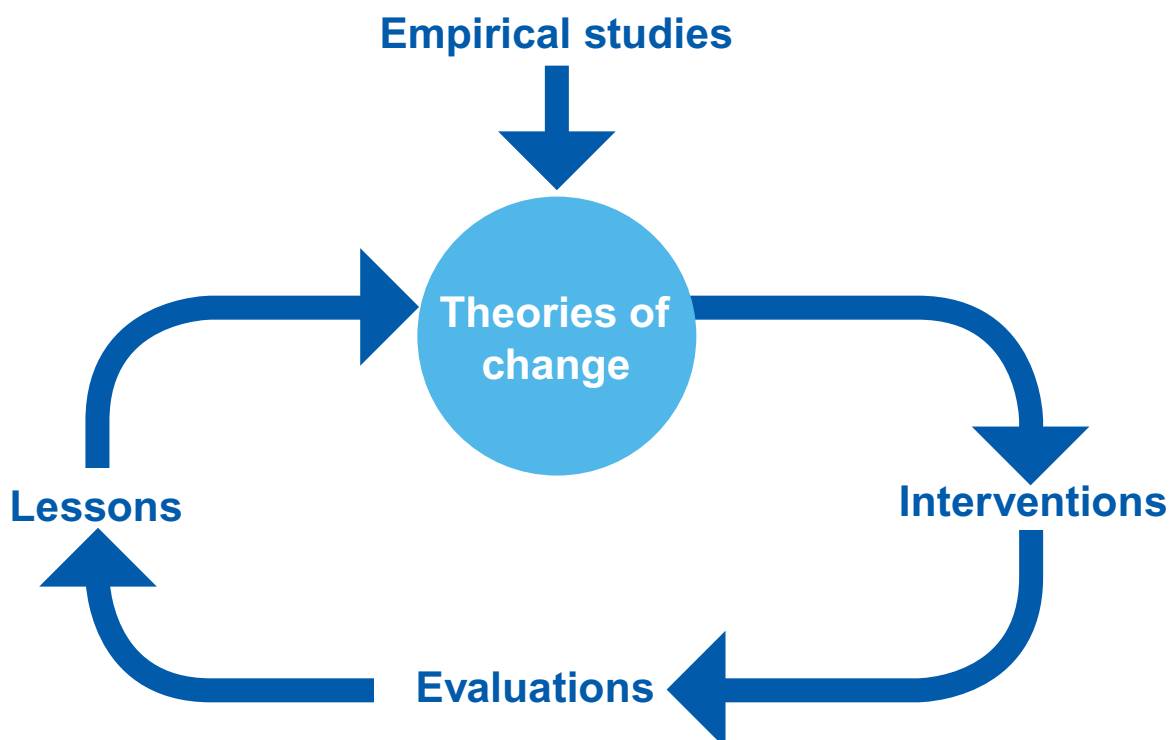 Empirical studies
Theories of
change
Interventions
Evaluations
Lessons